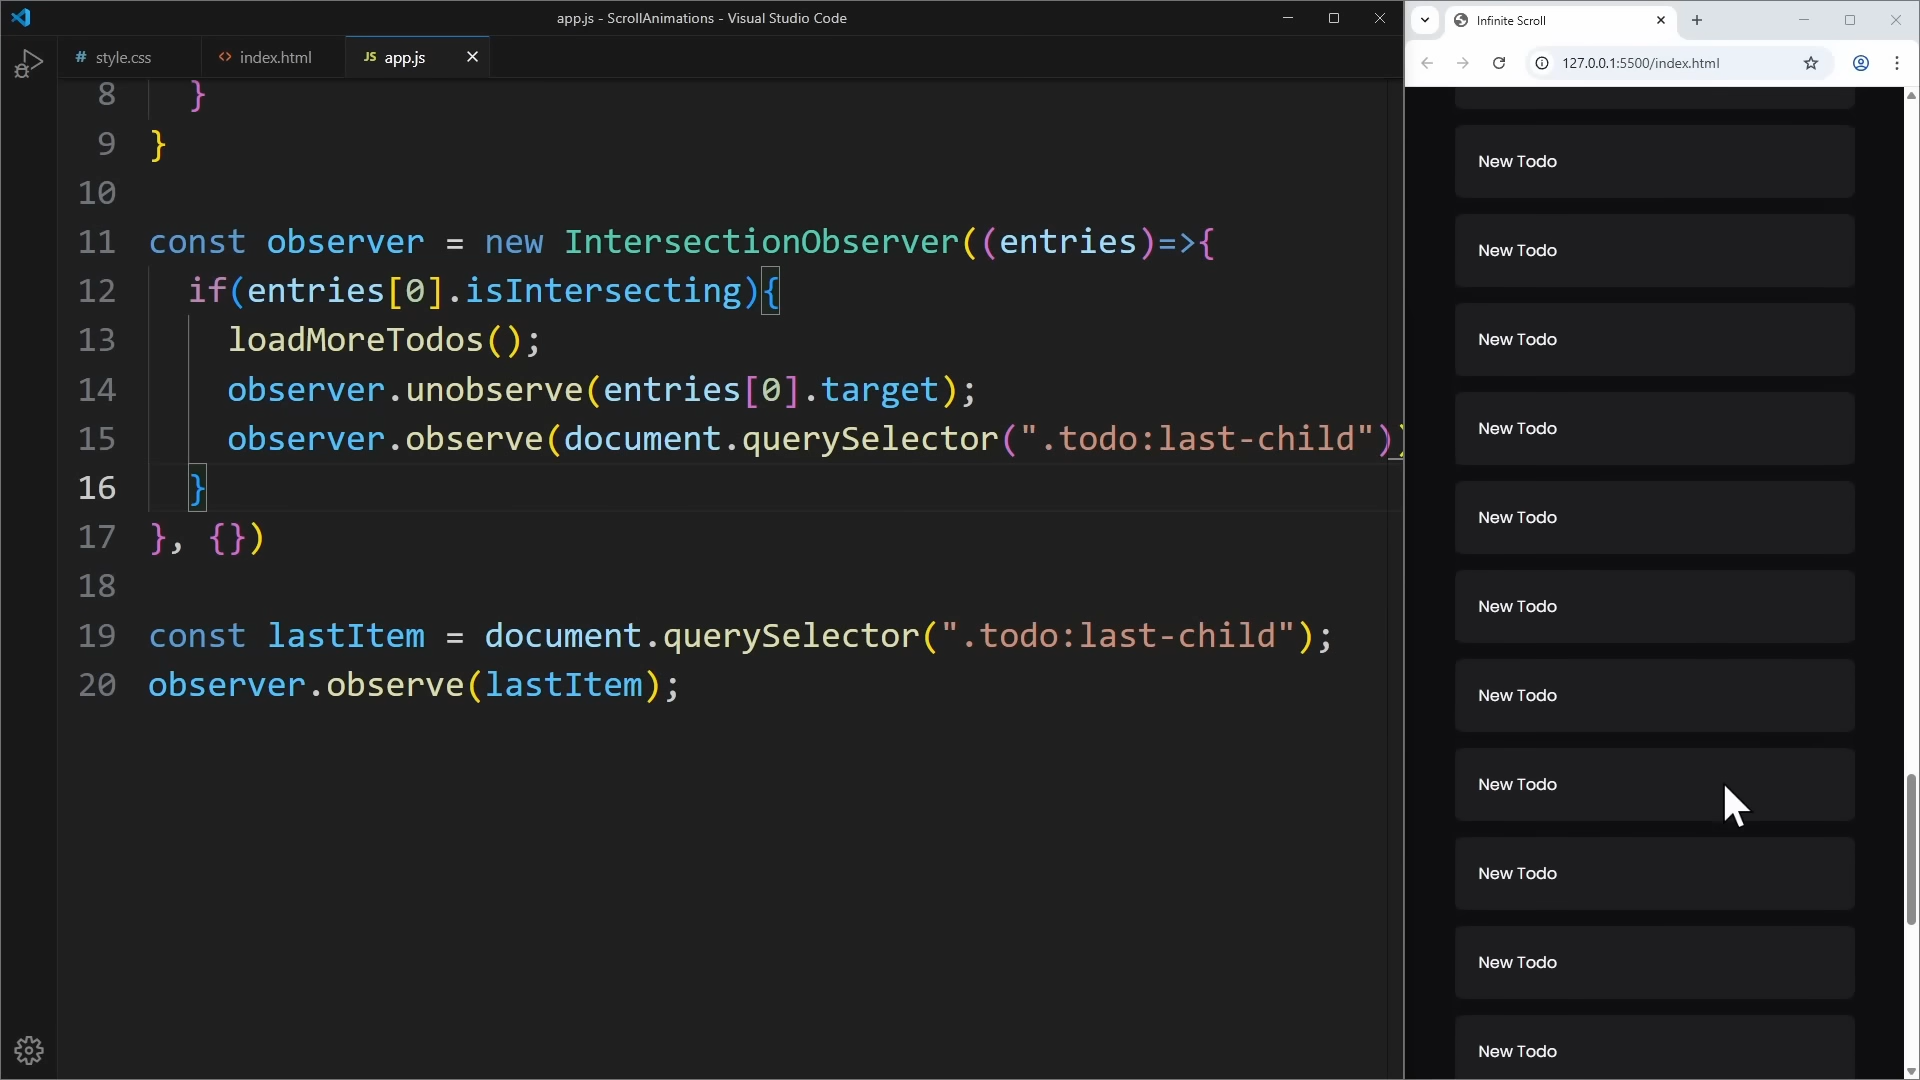 app.js - ScrollAnimations - Visual Studio Code
# style.css
<> index.html
JS app.js
8 }
9 }
10
11 const observer = new IntersectionObserver((entries)=>{
12 if(entries[0].isIntersecting){
13 loadMoreTodos();
14 observer.unobserve(entries[0].target);
15 observer.observe(document.querySelector(".todo:last-child"))
16 }
17 }, {})
18
19 const lastItem = document.querySelector(".todo:last-child");
20 observer.observe(lastItem);
Infinite Scroll
127.0.0.1:5500/index.html
New Todo
New Todo
New Todo
New Todo
New Todo
New Todo
New Todo
New Todo
New Todo
New Todo
New Todo